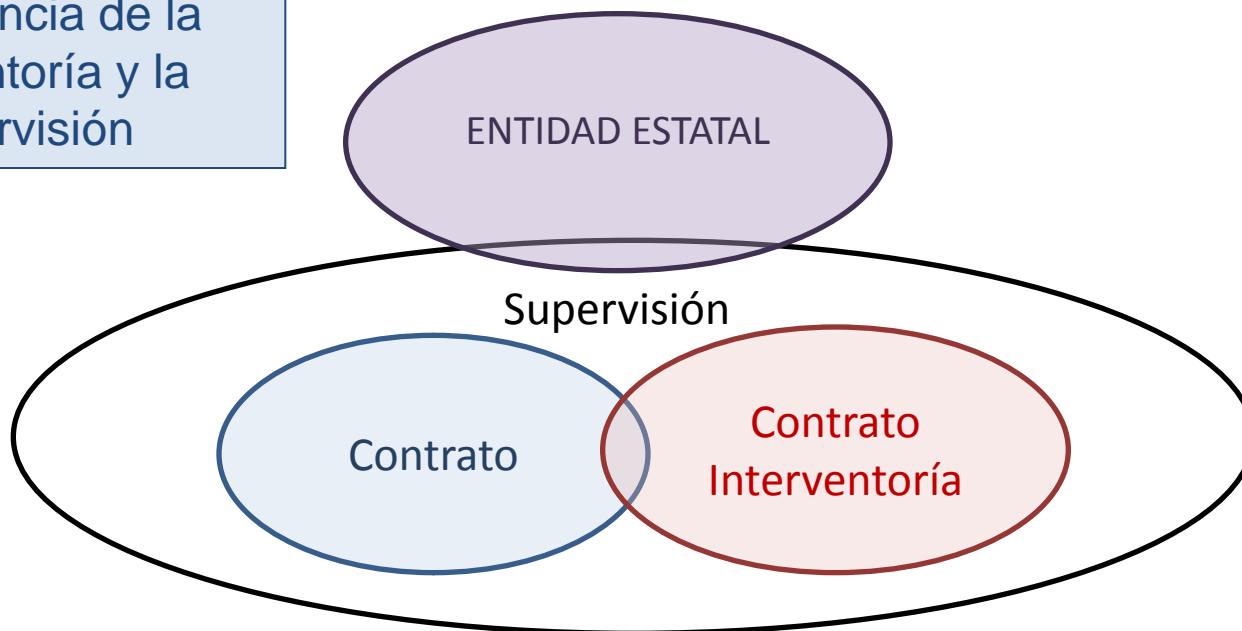 ncia de la
ntoría y la
rvisión
ENTIDAD ESTATAL
Supervisión
Contrato
Contrato
Interventoría